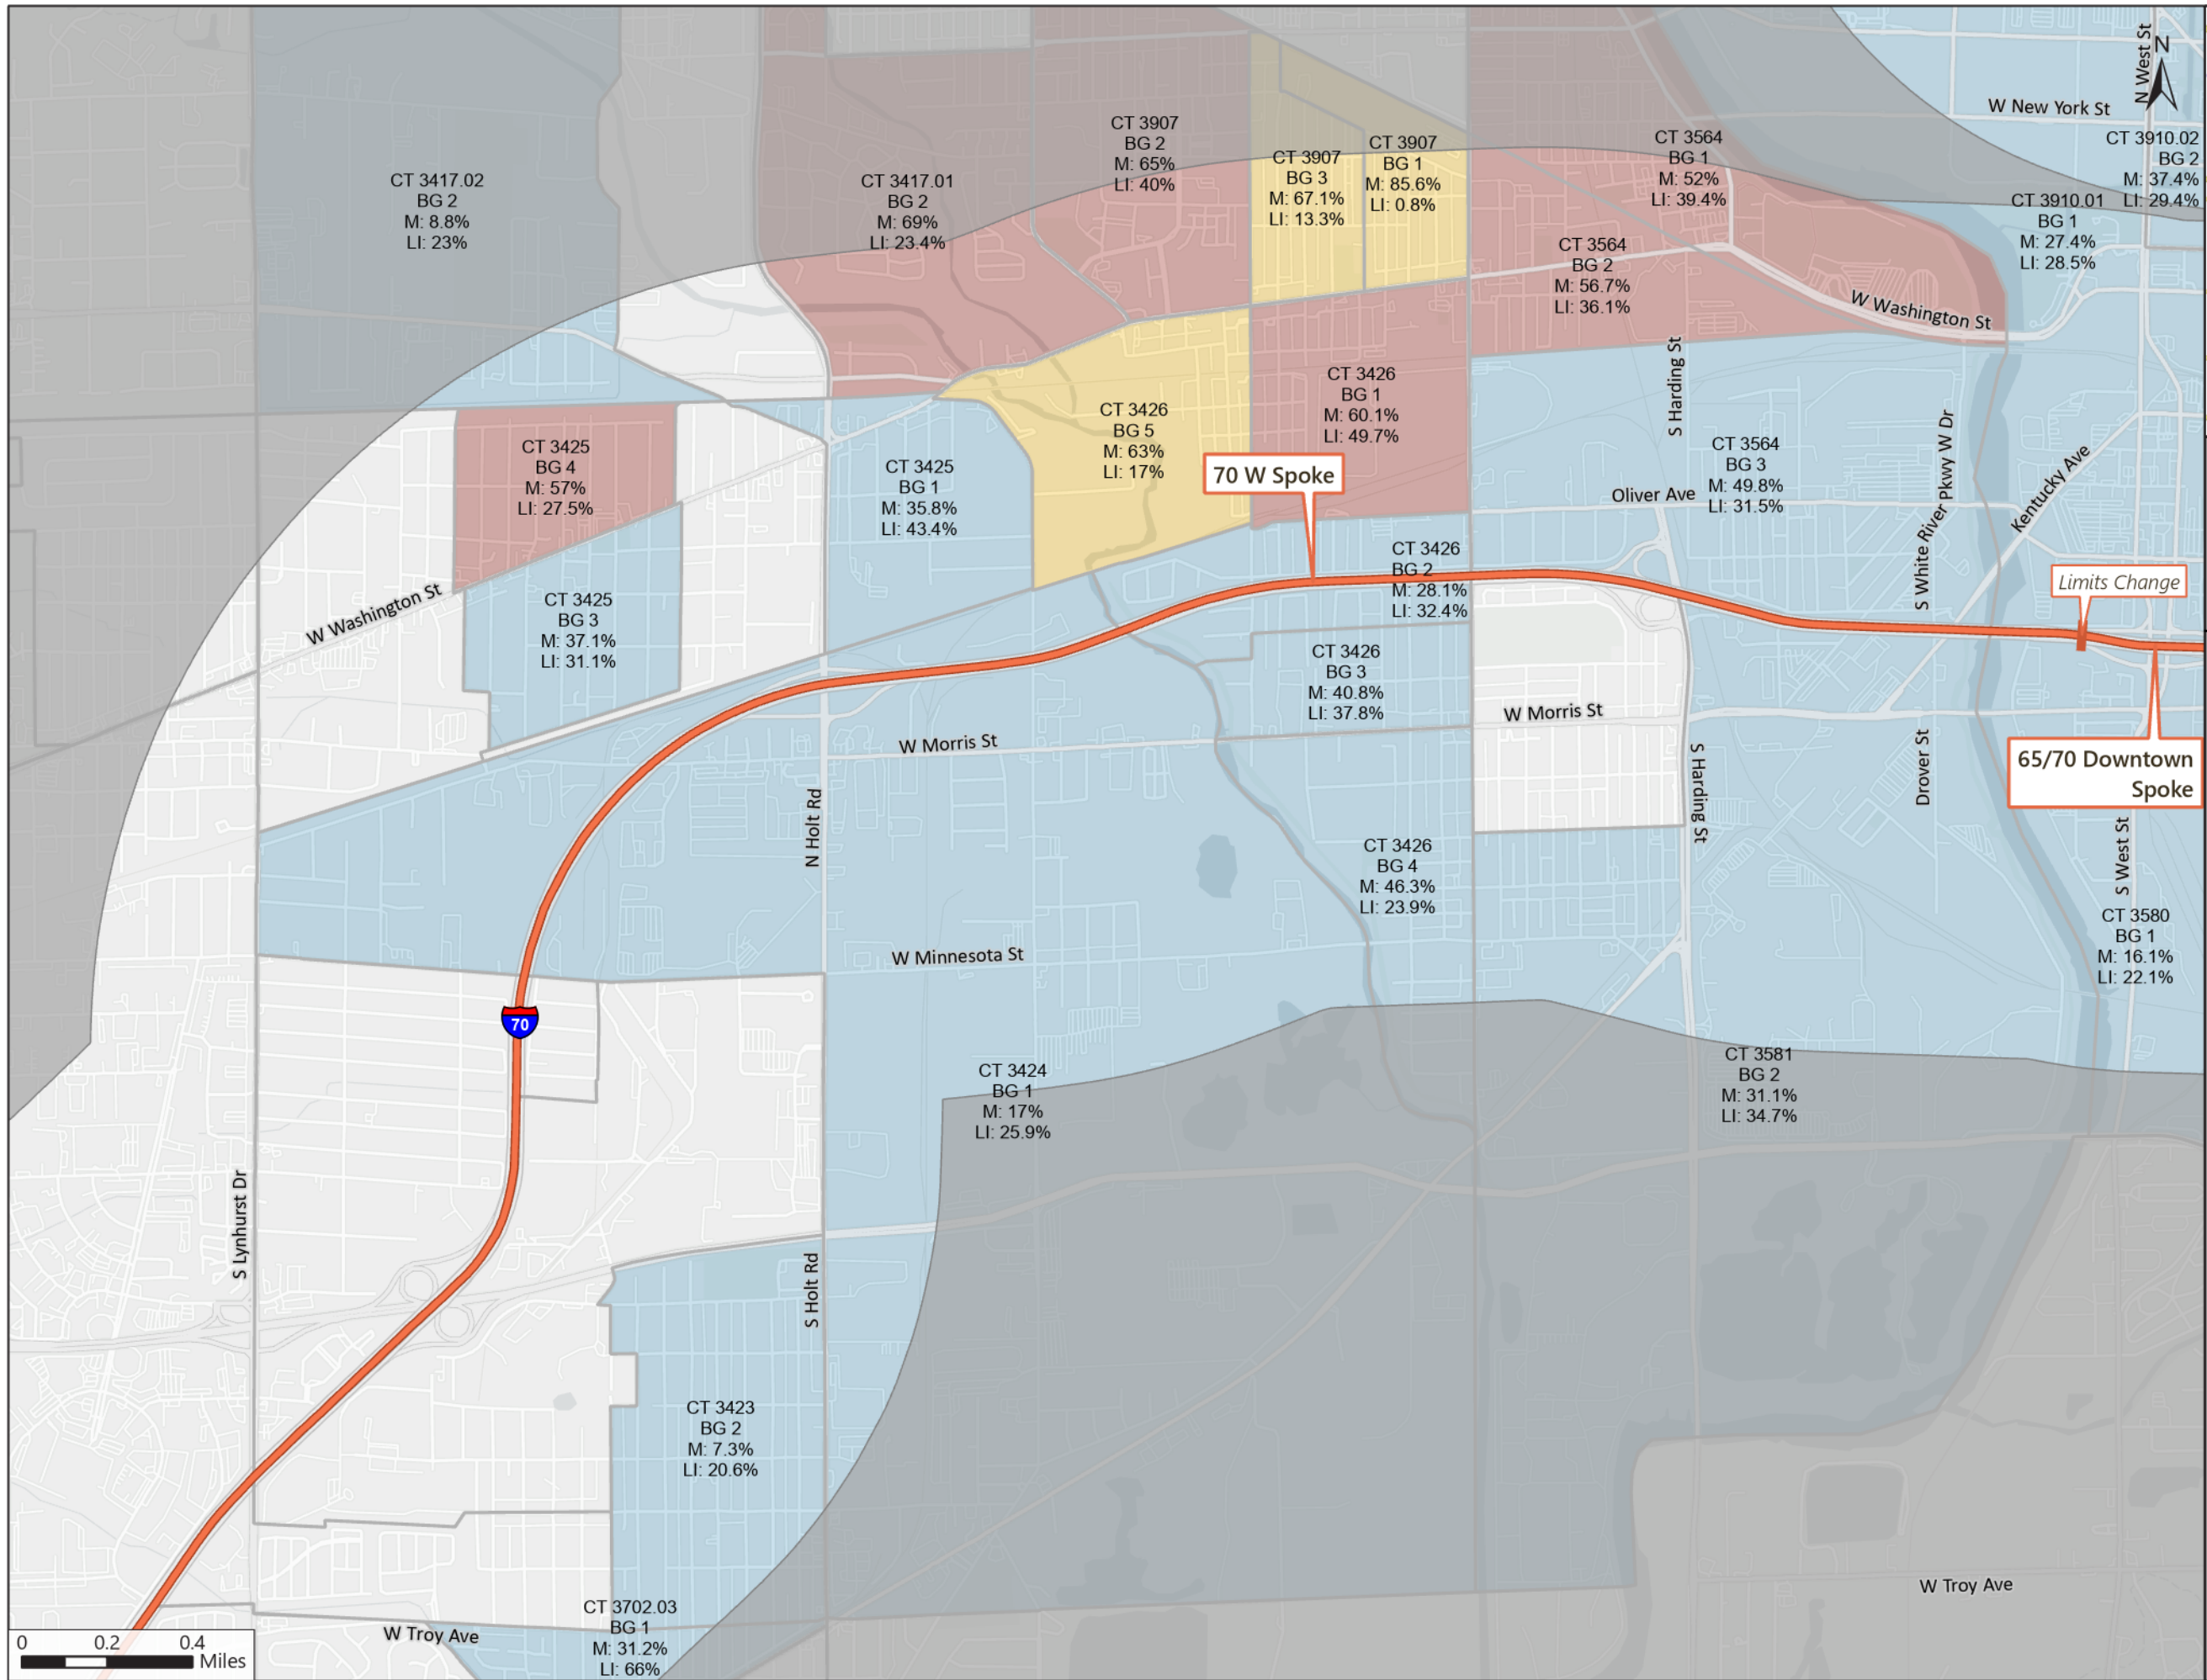 N West St
N
W New York St
CT 3910.02
BG 2
M: 37.4%
LI: 29.4%
CT 3907
BG 2
M: 65%
LI: 40%
CT 3907
BG 1
M: 85.6%
LI: 0.8%
CT 3564
BG 1
M: 52%
LI: 39.4%
CT 3907
BG 3
M: 67.1%
LI: 13.3%
CT 3417.02
BG 2
M: 8.8%
LI: 23%
CT 3417.01
BG 2
M: 69%
LI: 23.4%
CT 3910.01
BG 1
M: 27.4%
LI: 28.5%
CT 3564
BG 2
M: 56.7%
LI: 36.1%
W Washington St
S Harding St
CT 3426
BG 1
M: 60.1%
LI: 49.7%
CT 3426
BG 5
M: 63%
LI: 17%
CT 3425
BG 4
M: 57%
LI: 27.5%
CT 3425
BG 1
M: 35.8%
LI: 43.4%
70 W Spoke
CT 3564
BG 3
M: 49.8%
LI: 31.5%
Oliver Ave
S White River Pkwy W Dr
Kentucky Ave
CT 3426
BG 2
M: 28.1%
LI: 32.4%
Limits Change
W Washington St
CT 3425
BG 3
M: 37.1%
LI: 31.1%
CT 3426
BG 3
M: 40.8%
LI: 37.8%
W Morris St
W Morris St
65/70 Downtown
Spoke
S Harding St
Drover St
N Holt Rd
CT 3426
BG 4
M: 46.3%
LI: 23.9%
S West St
CT 3580
BG 1
M: 16.1%
LI: 22.1%
W Minnesota St
70
CT 3424
BG 1
M: 17%
LI: 25.9%
CT 3581
BG 2
M: 31.1%
LI: 34.7%
S Lynhurst Dr
S Holt Rd
CT 3423
BG 2
M: 7.3%
LI: 20.6%
W Troy Ave
CT 3702.03
BG 1
M: 31.2%
LI: 66%
W Troy Ave
0 0.2 0.4
Miles